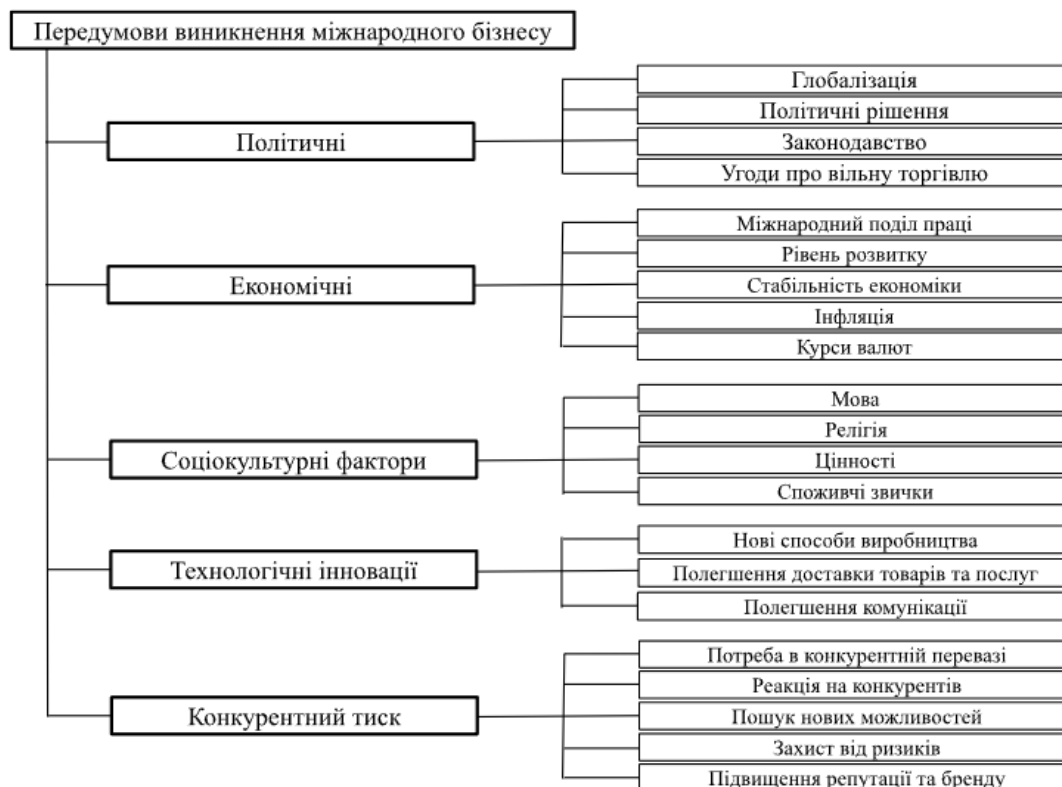 Передумови виникнення міжнародного бізнесу
Політичні
Глобалізація
Політичні рішення
Законодавство
Угоди про вільну торгівлю
Економічні
Міжнародний поділ праці
Рівень розвитку
Стабільність економіки
Інфляція
Курси валют
Соціокультурні фактори
Мова
Релігія
Цінності
Споживчі звички
Технологічні інновації
Нові способи виробництва
Полегшення доставки товарів та послуг
Полегшення комунікації
Конкурентний тиск
Потреба в конкурентній перевазі
Реакція на конкурентів
Пошук нових можливостей
Захист від ризиків
Підвищення репутації та бренду